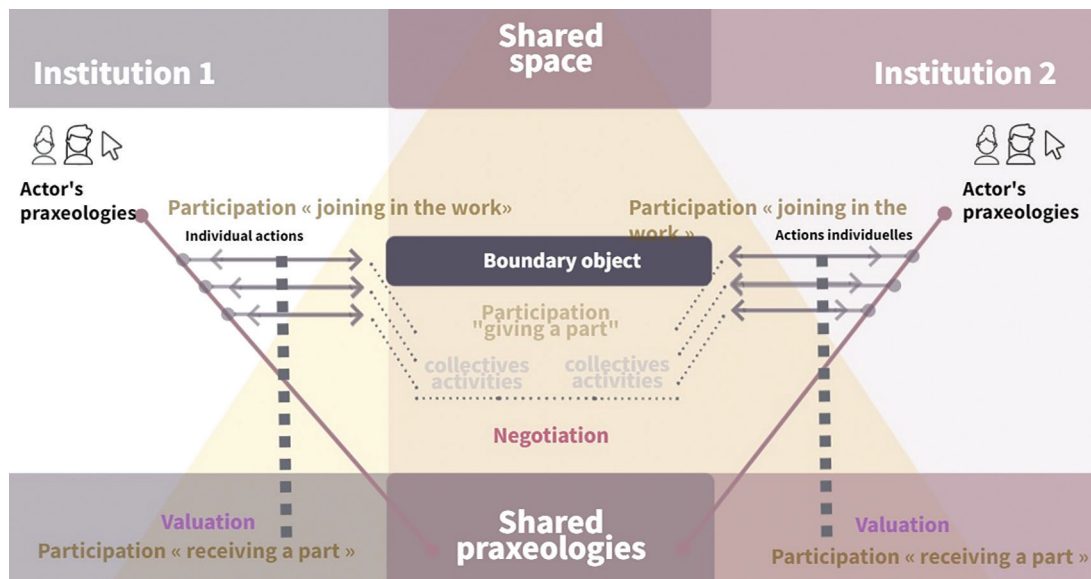 Shared
space
Institution 1
Institution 2
Actor's
praxeologies
Actor's
praxeologies
Participation « joining in the work»
Participation « joining in the
work »
Individual actions
Actions individuelles
Boundary object
Participation
"giving a part"
collectives
activities
collectives
activities
Negotiation
Valuation
Participation « receiving a part »
Shared
praxeologies
Valuation
Participation « receiving a part »